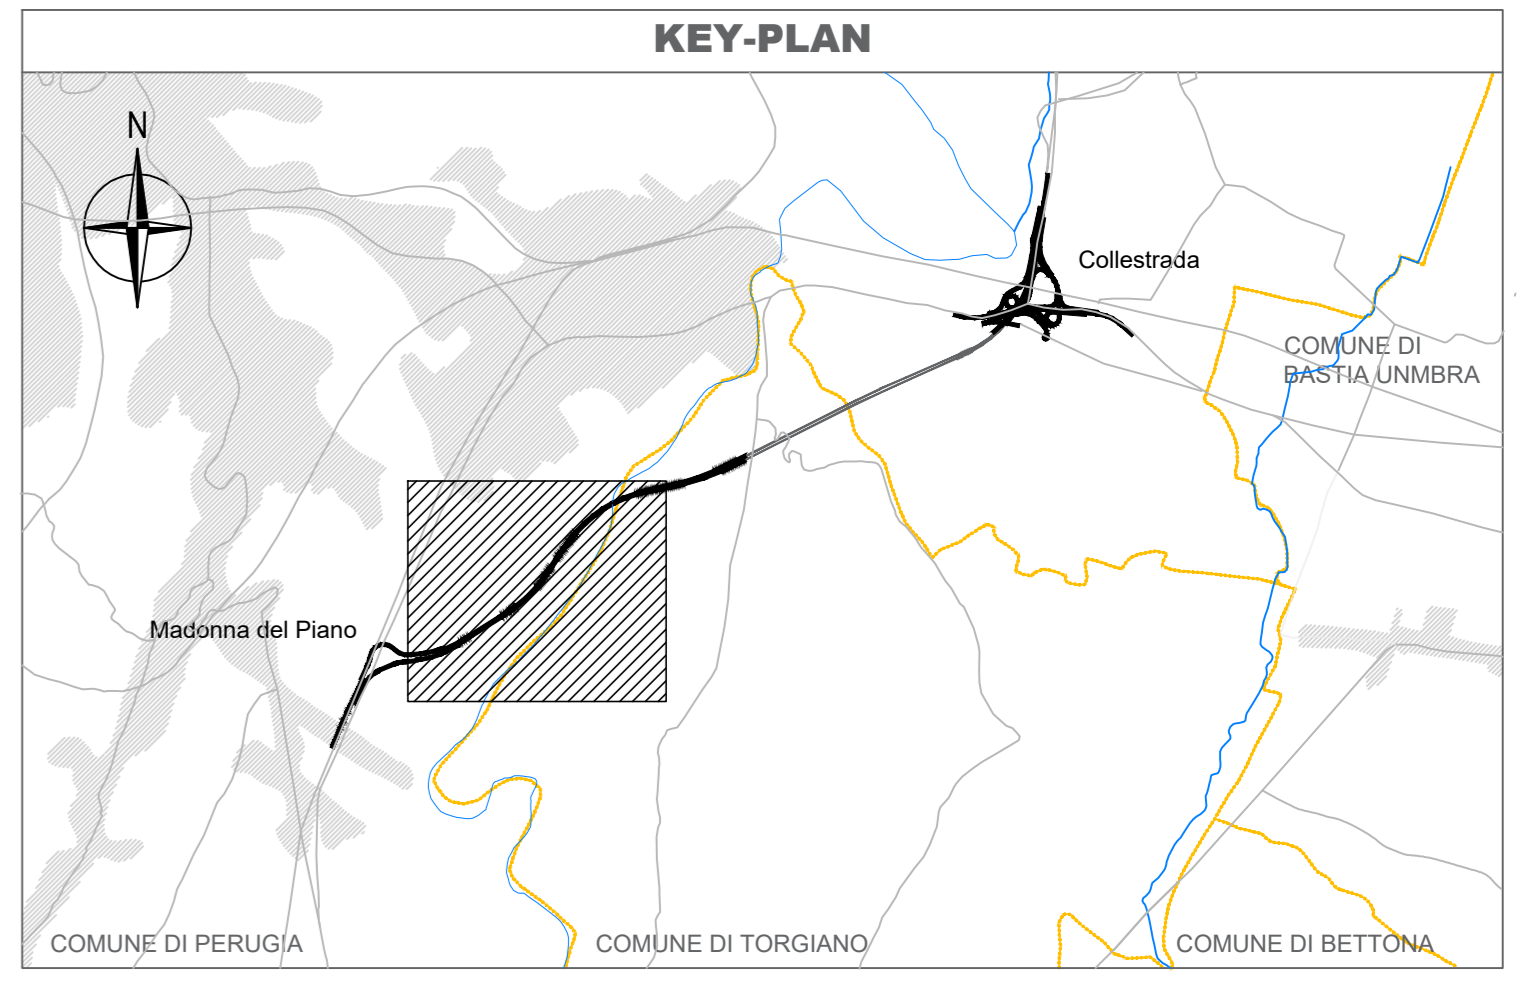 KEY-PLAN
N
Collestrada
COMUNE DI
BASTIA UNMBRA
Madonna del Piano
COMUNE DI PERUGIA
COMUNE DI TORGIANO
COMUNE DI BETTONA